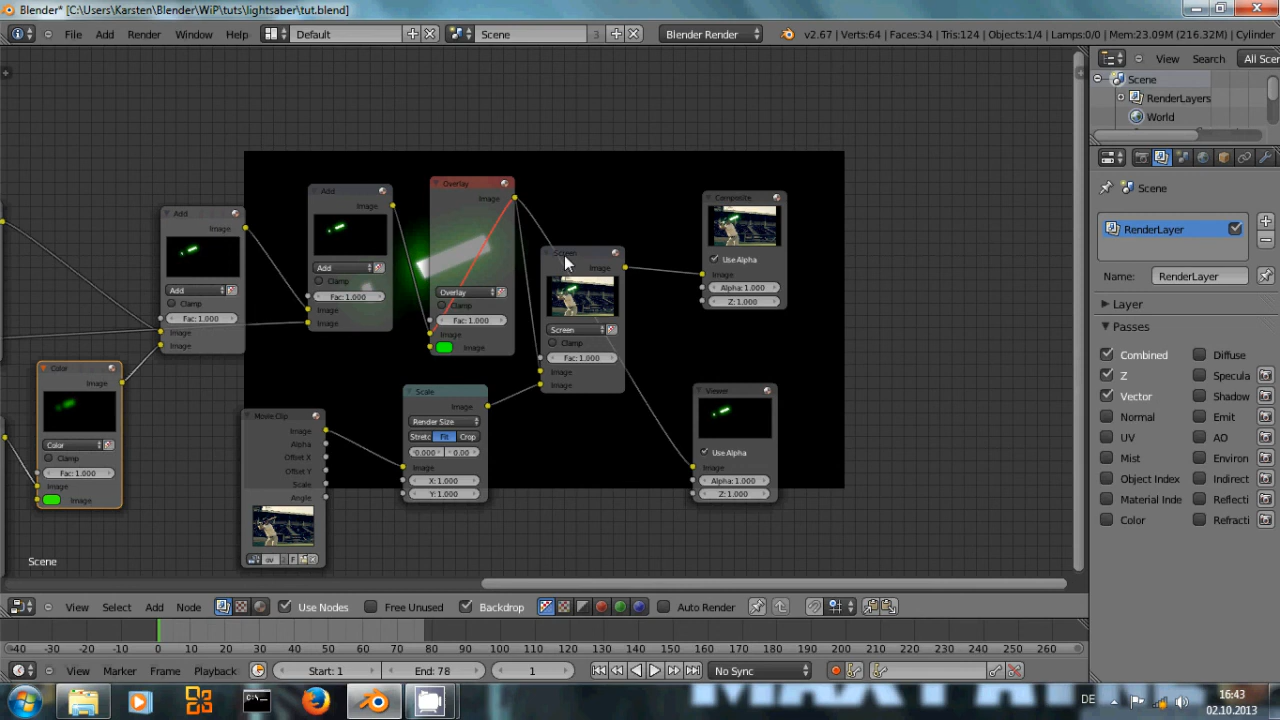 Blender* [C:\Users\Karsten\Blender\WiP\tuts\lightsaber\tut.blend]
File Add Render Window Help Default Scene 3 Blender Render v2.67 | Verts:64 | Faces:34 | Tris:124 | Objects:1/4 | Lamps:0/0 | Mem:23.09M (216.32M) | Cylinder
View Search All Scen
Scene
RenderLayers
World
Scene
RenderLayer
Name: RenderLayer
Layer
Passes
Combined Diffuse
Z Specula
Vector Shadow
Normal Emit
UV AO
Mist Environ
Object Index Indirect
Material Inde Reflecti
Color Refracti
Add
Image
Add
Clamp
Fac: 1.000
Image
Image
Add
Image
Add
Clamp
Fac: 1.000
Image
Image
Overlay
Image
Overlay
Clamp
Fac: 1.000
Image
Image
Screen
Image
Screen
Clamp
Fac: 1.000
Image
Image
Composite
Use Alpha
Image
Alpha: 1.000
Z: 1.000
Color
Image
Color
Clamp
Fac: 1.000
Image
Image
Movie Clip
Image
Alpha
Offset X
Offset Y
Scale
Angle
F
Scale
Image
Render Size
Stretc Fit Crop
0.000 0.00
Image
X: 1.000
Y: 1.000
Viewer
Use Alpha
Image
Alpha: 1.000
Z: 1.000
Scene
View Select Add Node Use Nodes Free Unused Backdrop Auto Render
-40 -30 -20 -10 0 10 20 30 40 50 60 70 80 90 100 110 120 130 140 150 160 170 180 190 200 210 220 230 240 250 260
View Marker Frame Playback Start: 1 End: 78 1 No Sync
DE
16:43
02.10.2013